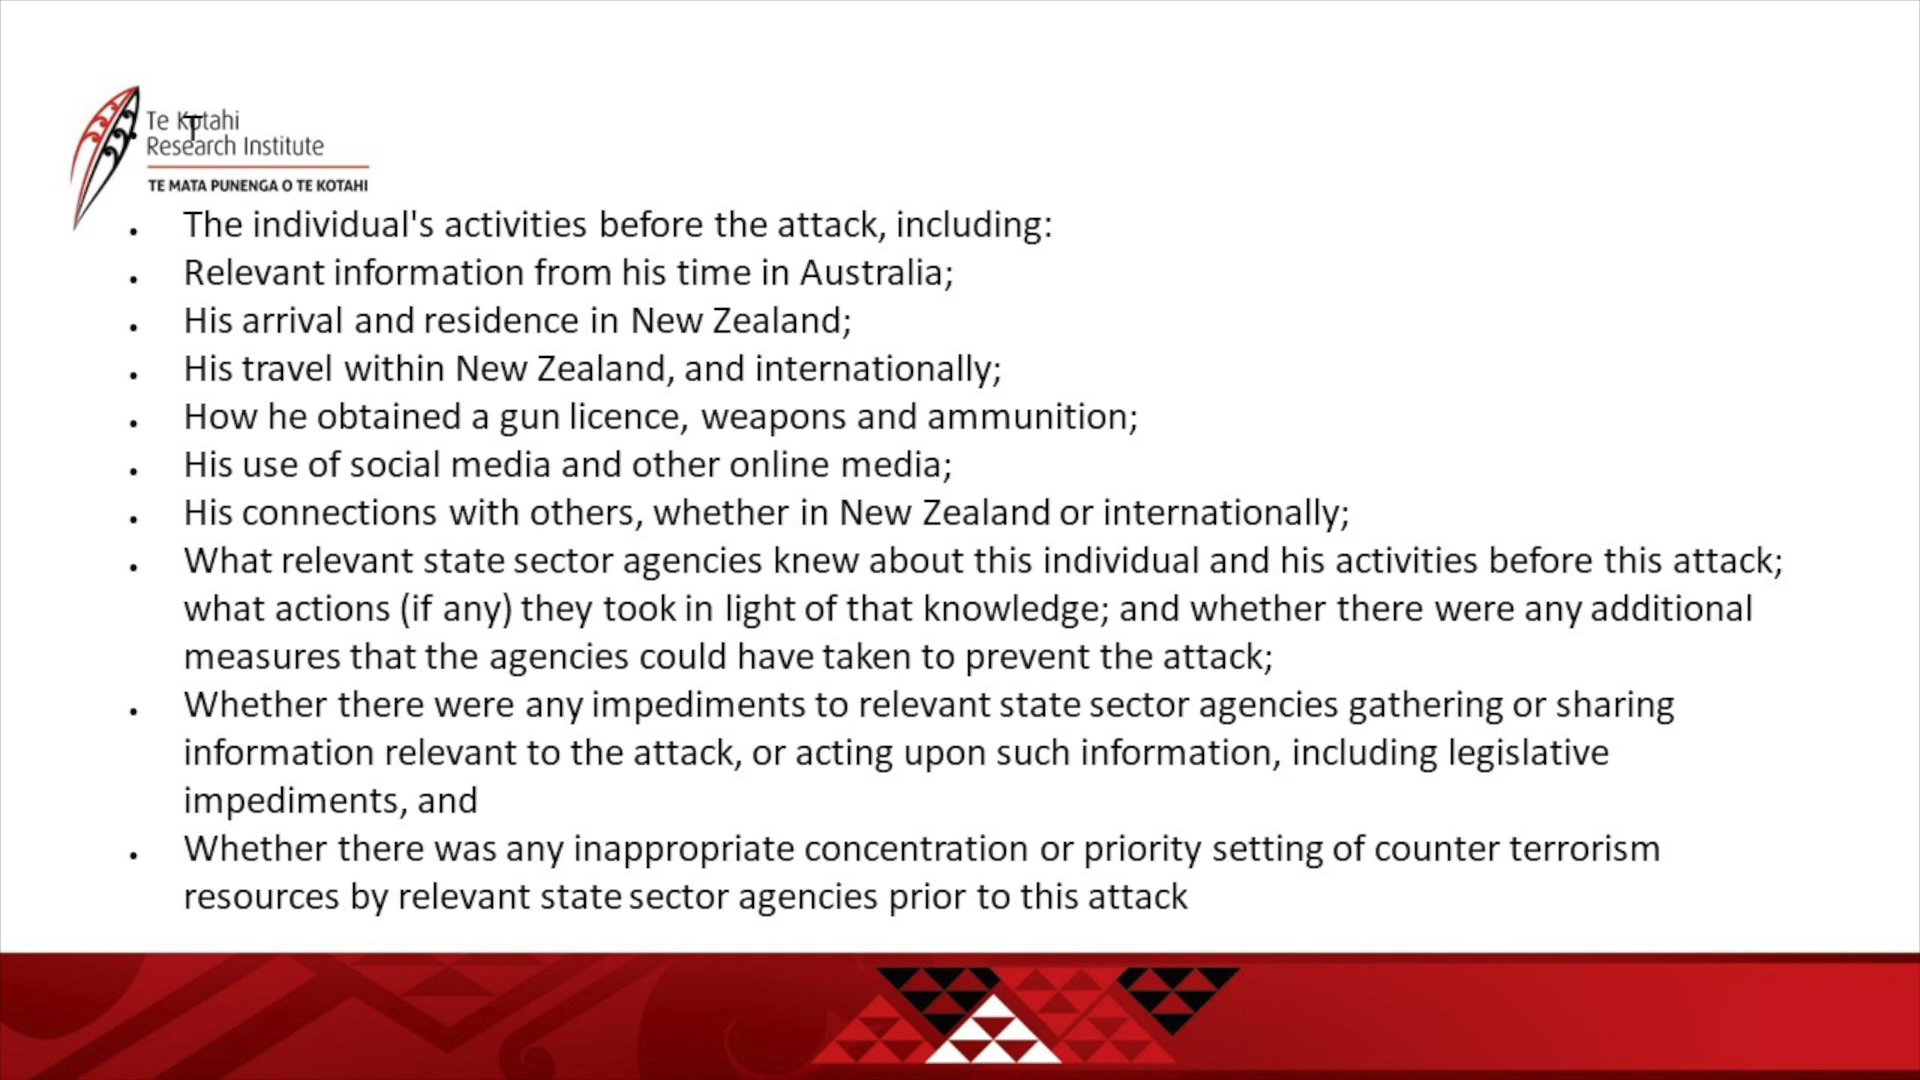 Te Kotahi
Research Institute
TE MATA PUNENGA O TE KOTAHI
T
• The individual's activities before the attack, including:
• Relevant information from his time in Australia;
• His arrival and residence in New Zealand;
• His travel within New Zealand, and internationally;
• How he obtained a gun licence, weapons and ammunition;
• His use of social media and other online media;
• His connections with others, whether in New Zealand or internationally;
• What relevant state sector agencies knew about this individual and his activities before this attack;
what actions (if any) they took in light of that knowledge; and whether there were any additional
measures that the agencies could have taken to prevent the attack;
• Whether there were any impediments to relevant state sector agencies gathering or sharing
information relevant to the attack, or acting upon such information, including legislative
impediments, and
• Whether there was any inappropriate concentration or priority setting of counter terrorism
resources by relevant state sector agencies prior to this attack